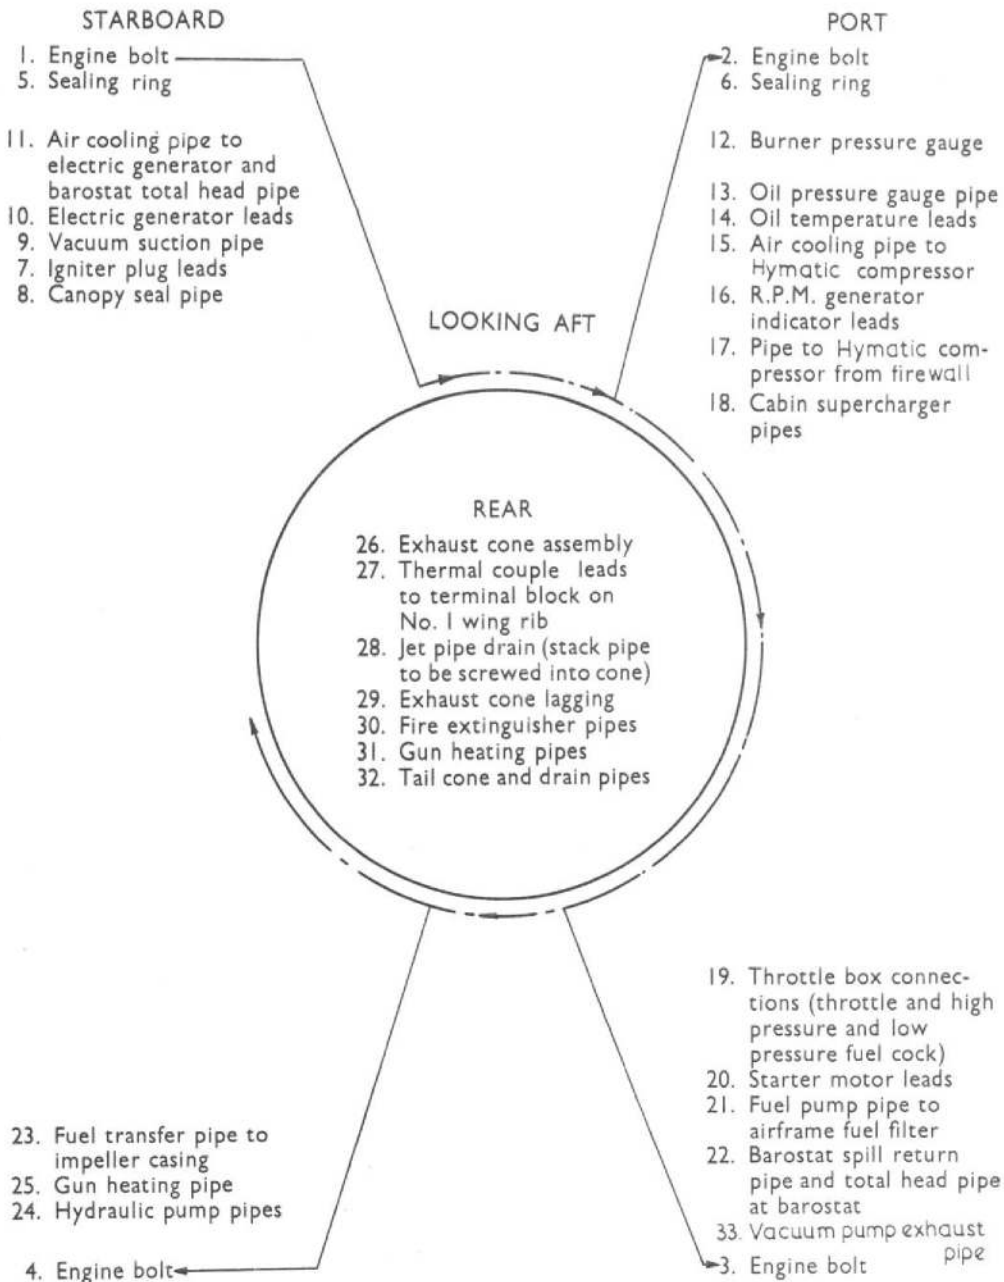 STARBOARD
1. Engine bolt
5. Sealing ring
11. Air cooling pipe to
electric generator and
barostat total head pipe
10. Electric generator leads
9. Vacuum suction pipe
7. Igniter plug leads
8. Canopy seal pipe
PORT
2. Engine bolt
6. Sealing ring
12. Burner pressure gauge
13. Oil pressure gauge pipe
14. Oil temperature leads
15. Air cooling pipe to
Hymatic compressor
16. R.P.M. generator
indicator leads
17. Pipe to Hymatic com-
pressor from firewall
18. Cabin supercharger
pipes
LOOKING AFT
REAR
26. Exhaust cone assembly
27. Thermal couple leads
to terminal block on
No. 1 wing rib
28. Jet pipe drain (stack pipe
to be screwed into cone)
29. Exhaust cone lagging
30. Fire extinguisher pipes
31. Gun heating pipes
32. Tail cone and drain pipes
23. Fuel transfer pipe to
impeller casing
25. Gun heating pipe
24. Hydraulic pump pipes
4. Engine bolt
19. Throttle box connec-
tions (throttle and high
pressure and low
pressure fuel cock)
20. Starter motor leads
21. Fuel pump pipe to
airframe fuel filter
22. Barostat spill return
pipe and total head pipe
at barostat
33. Vacuum pump exhaust
pipe
3. Engine bolt